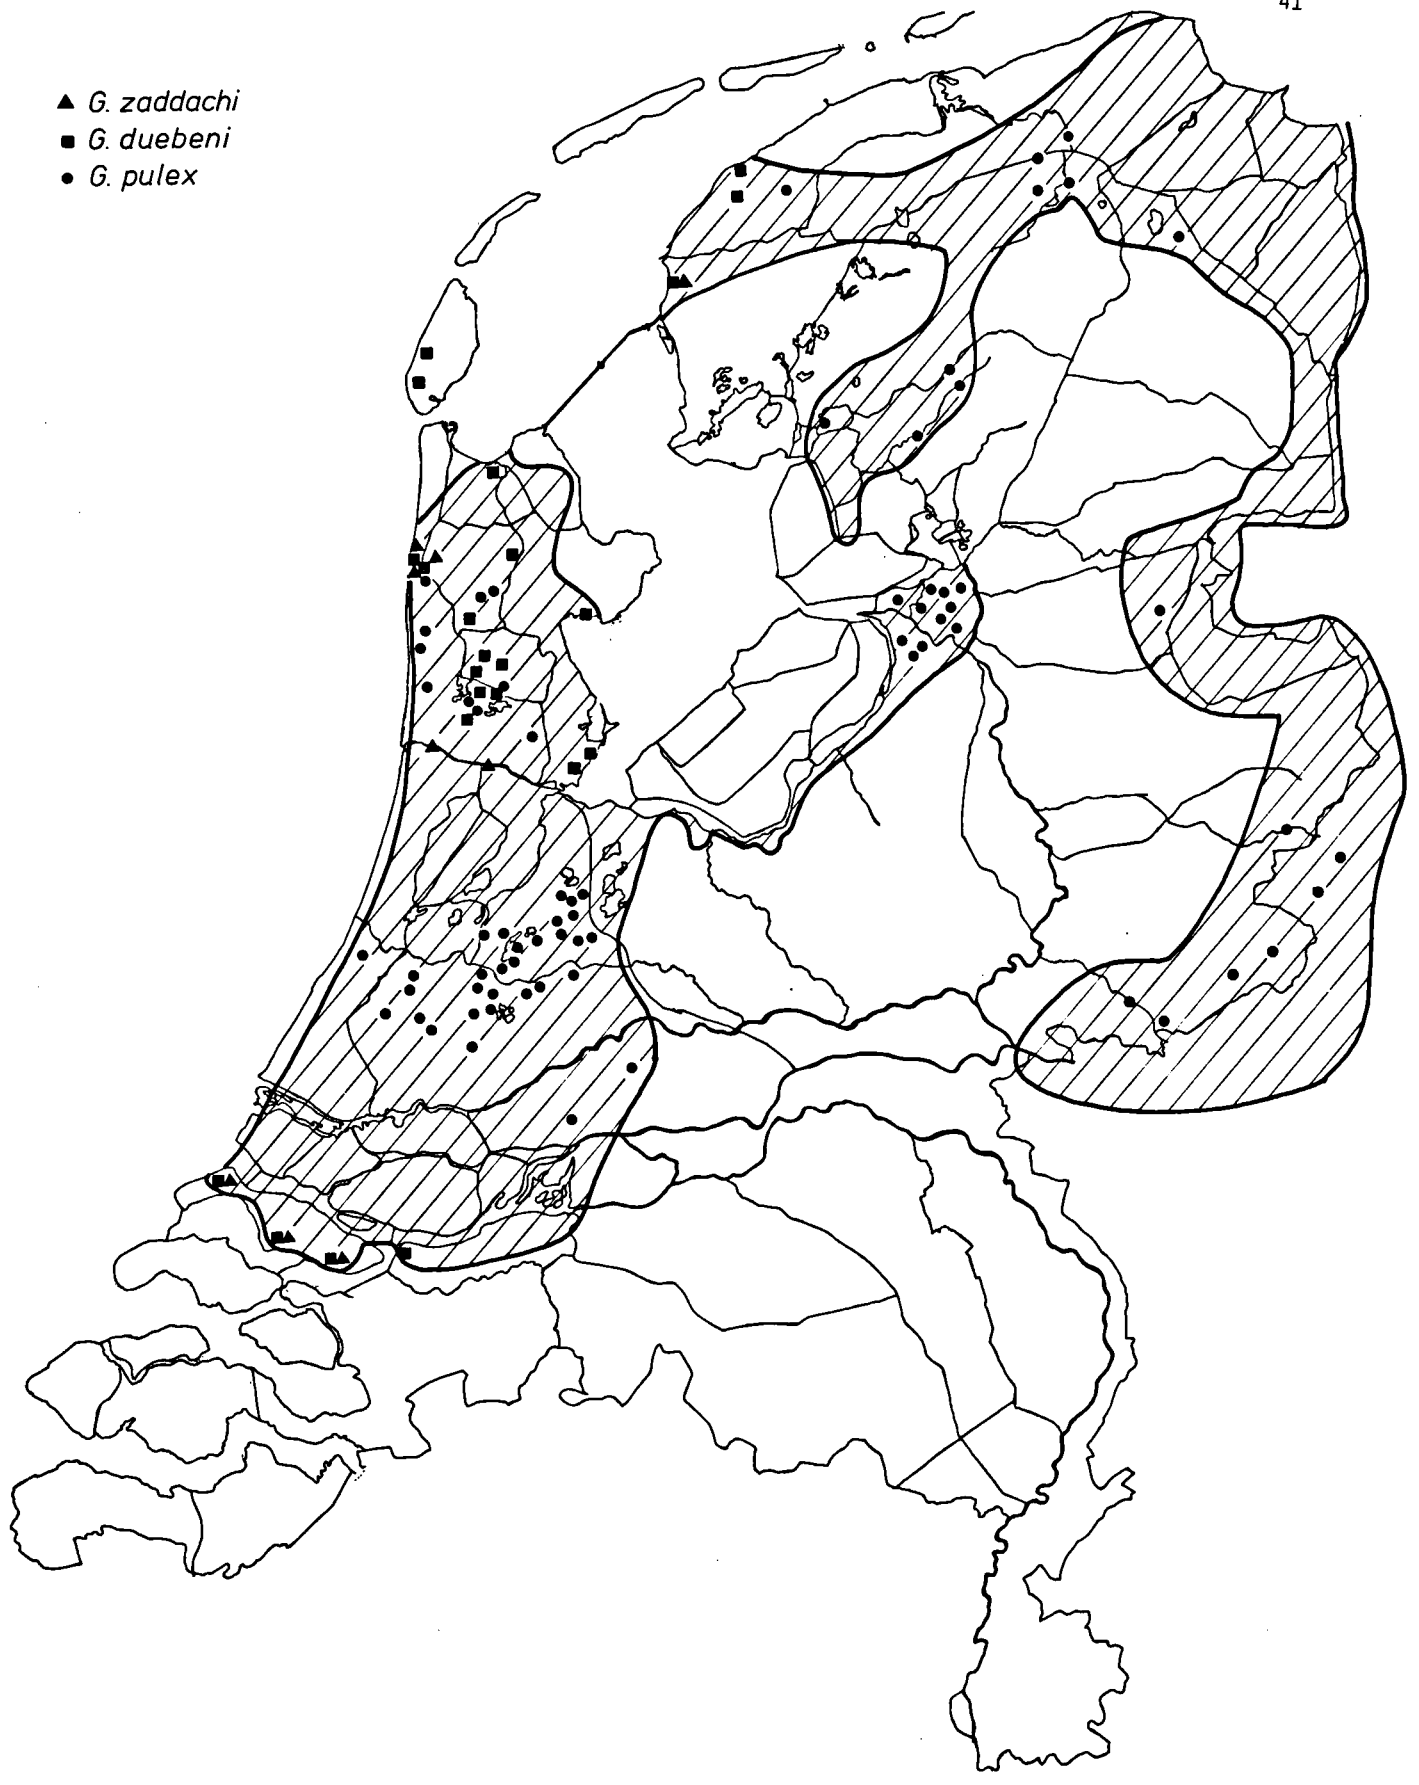 41
▲ G. zaddachi
■ G. duebeni
● G. pulex